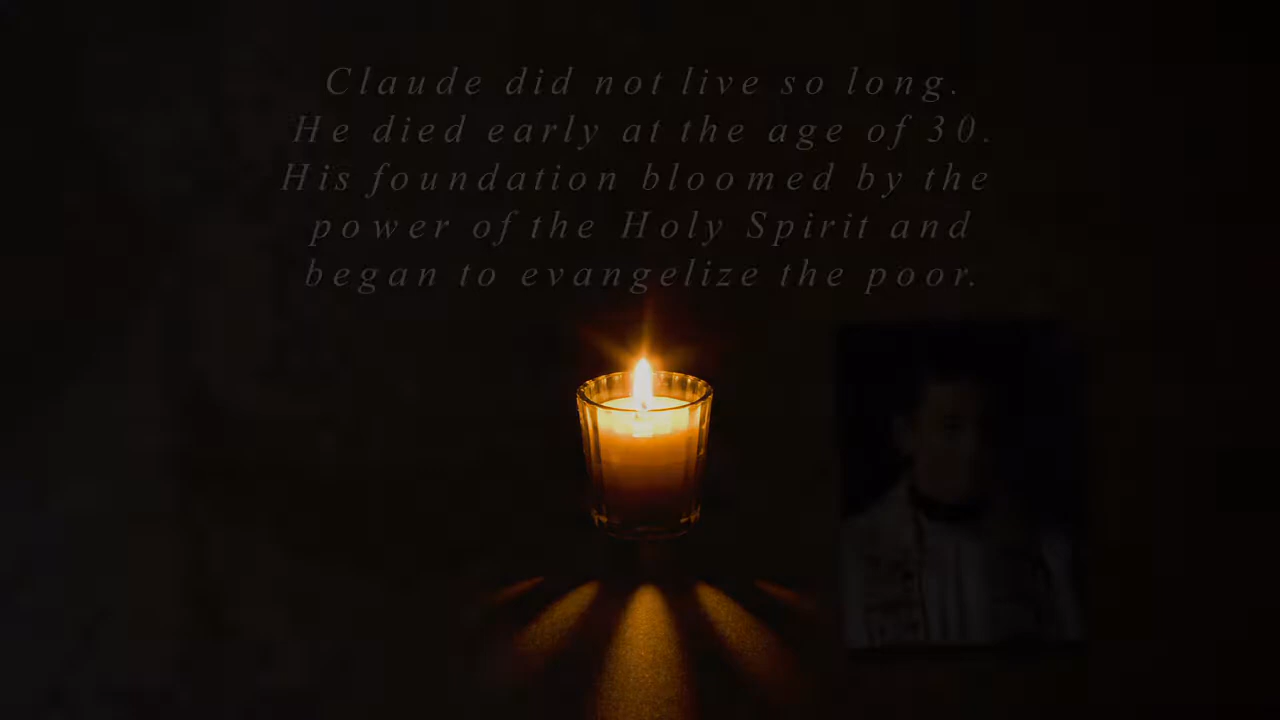 Claude did not live so long.
He died early at the age of 30.
His foundation bloomed by the
power of the Holy Spirit and
began to evangelize the poor.